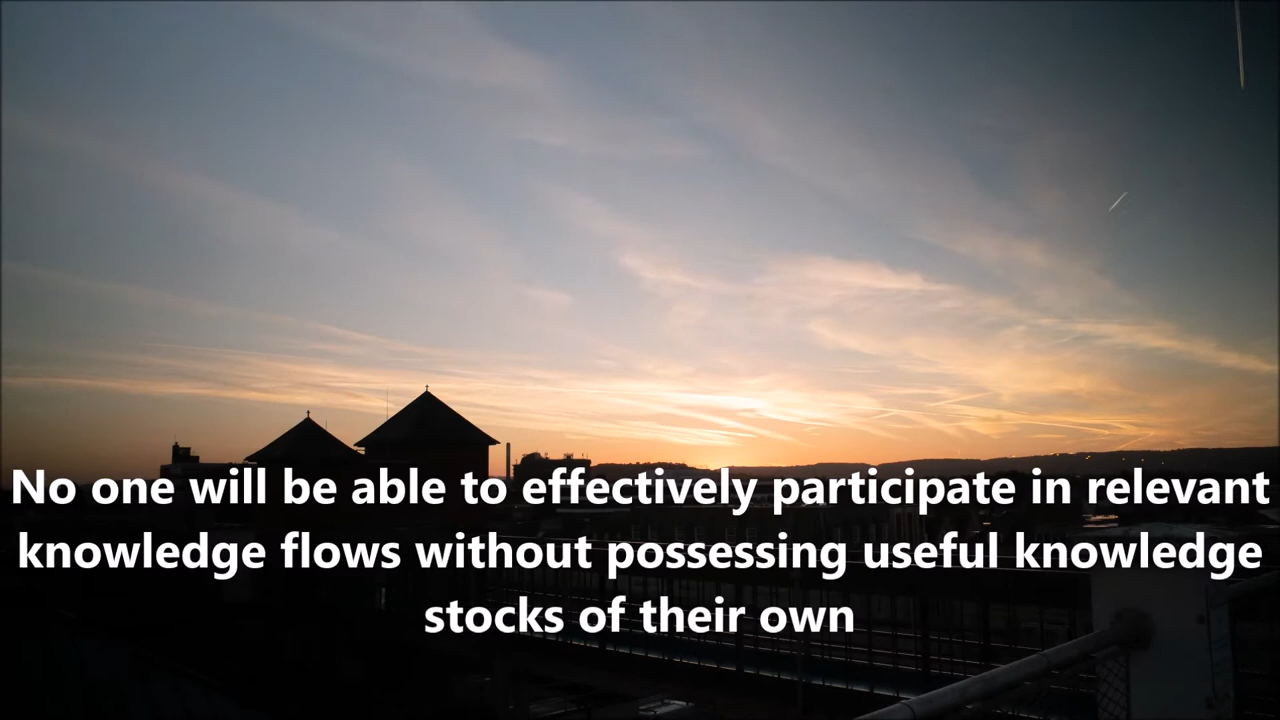 No one will be able to effectively participate in relevant
knowledge flows without possessing useful knowledge
stocks of their own